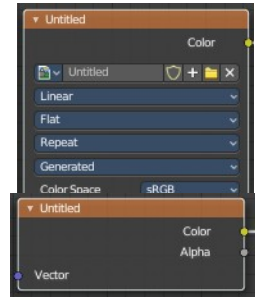 Untitled
Color
Untitled
Linear
Flat
Repeat
Generated
Color Space sRGB
Untitled
Color
Alpha
Vector